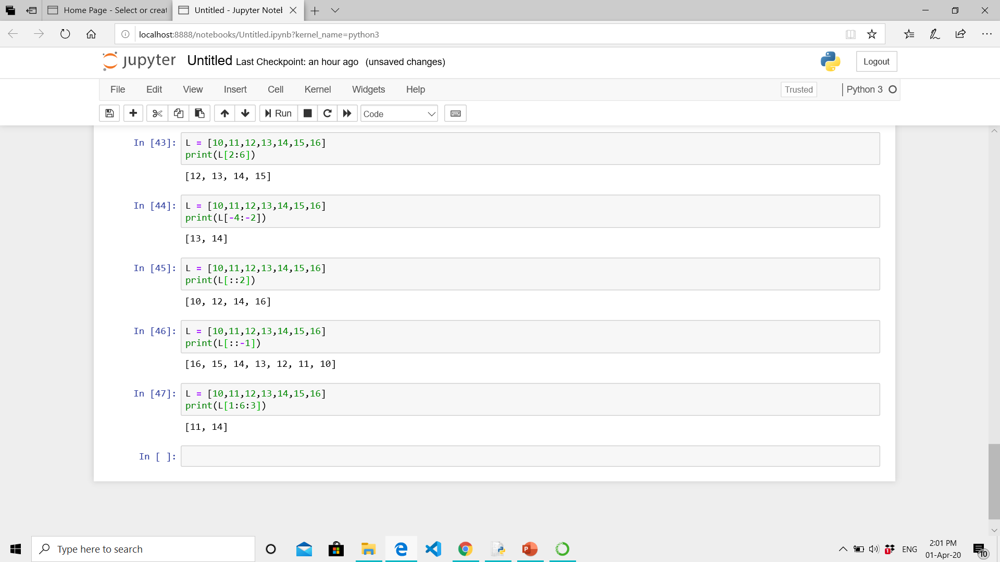 Home Page - Select or creat
Untitled - Jupyter Notel
localhost:8888/notebooks/Untitled.ipynb?kernel_name=python3
jupyter Untitled Last Checkpoint: an hour ago (unsaved changes)
Logout
File Edit View Insert Cell Kernel Widgets Help
Trusted
Python 3
Run
Code
In [43]: L = [10,11,12,13,14,15,16]
print(L[2:6])
[12, 13, 14, 15]
In [44]: L = [10,11,12,13,14,15,16]
print(L[-4:-2])
[13, 14]
In [45]: L = [10,11,12,13,14,15,16]
print(L[::2])
[10, 12, 14, 16]
In [46]: L = [10,11,12,13,14,15,16]
print(L[::-1])
[16, 15, 14, 13, 12, 11, 10]
In [47]: L = [10,11,12,13,14,15,16]
print(L[1:6:3])
[11, 14]
In [ ]:
Type here to search
P
1
ENG
2:01 PM
01-Apr-20
10